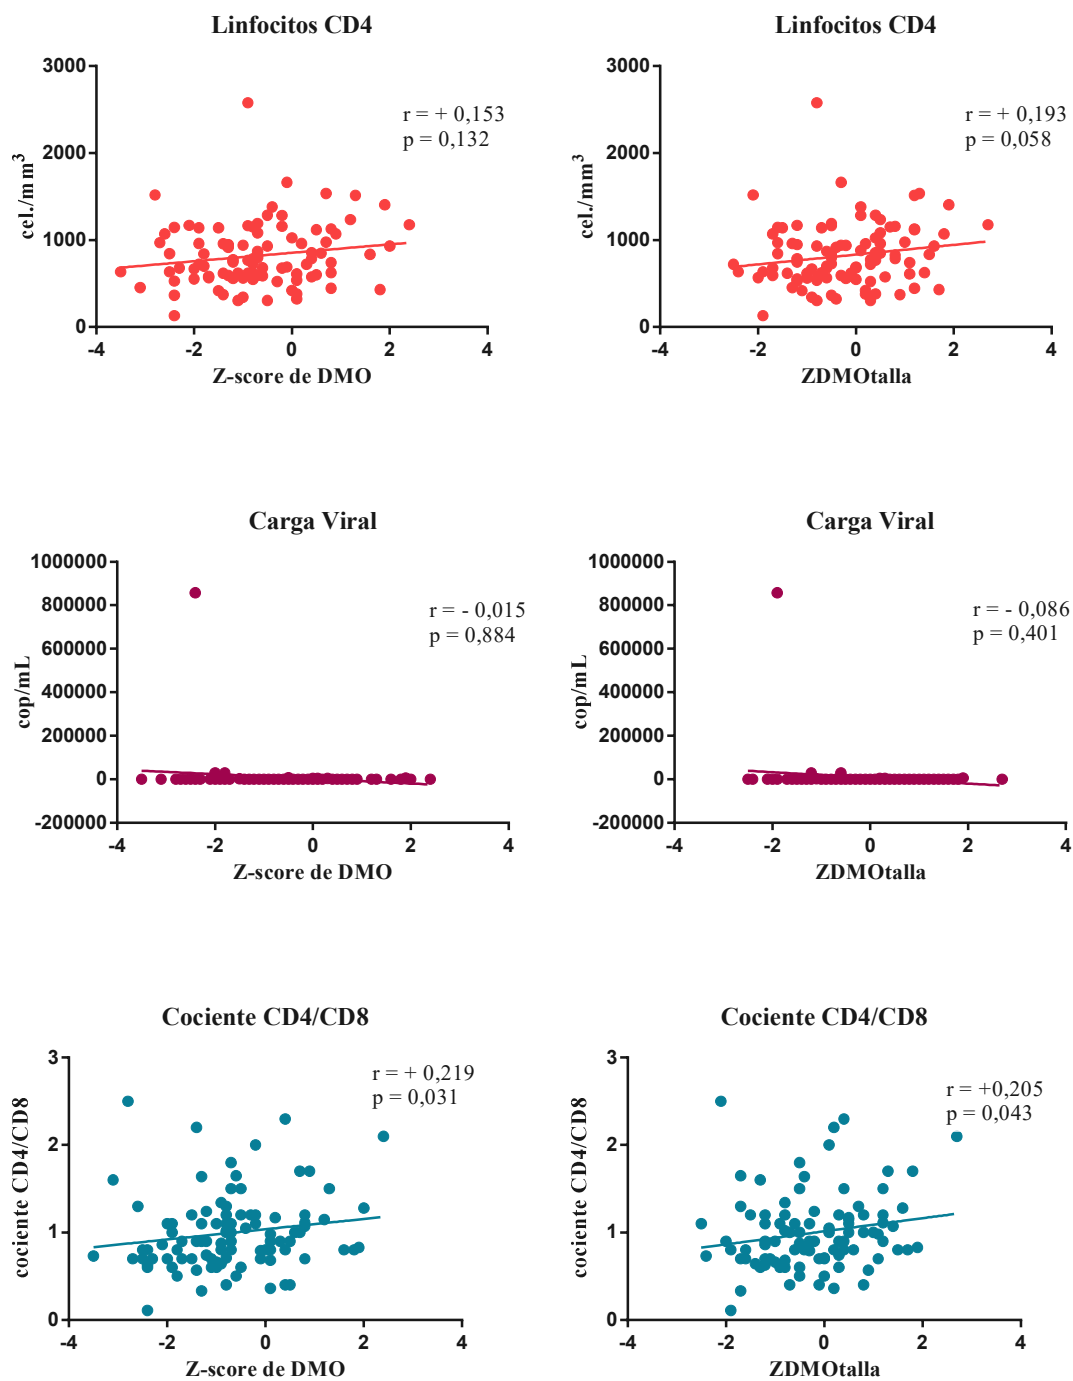 Linfocitos CD4
3000
2000
1000
0
cel./mm³
r = + 0,153
p = 0,132
-4 -2 0 2 4
Z-score de DMO
Linfocitos CD4
3000
2000
1000
0
cel./mm³
r = + 0,193
p = 0,058
-4 -2 0 2 4
ZDMOtalla
Carga Viral
1000000
800000
600000
400000
200000
0
-200000
cop/mL
r = - 0,015
p = 0,884
-4 -2 0 2 4
Z-score de DMO
Carga Viral
1000000
800000
600000
400000
200000
0
-200000
cop/mL
r = - 0,086
p = 0,401
-4 -2 0 2 4
ZDMOtalla
Cociente CD4/CD8
3
2
1
0
cociente CD4/CD8
r = + 0,219
p = 0,031
-4 -2 0 2 4
Z-score de DMO
Cociente CD4/CD8
3
2
1
0
cociente CD4/CD8
r = +0,205
p = 0,043
-4 -2 0 2 4
ZDMOtalla